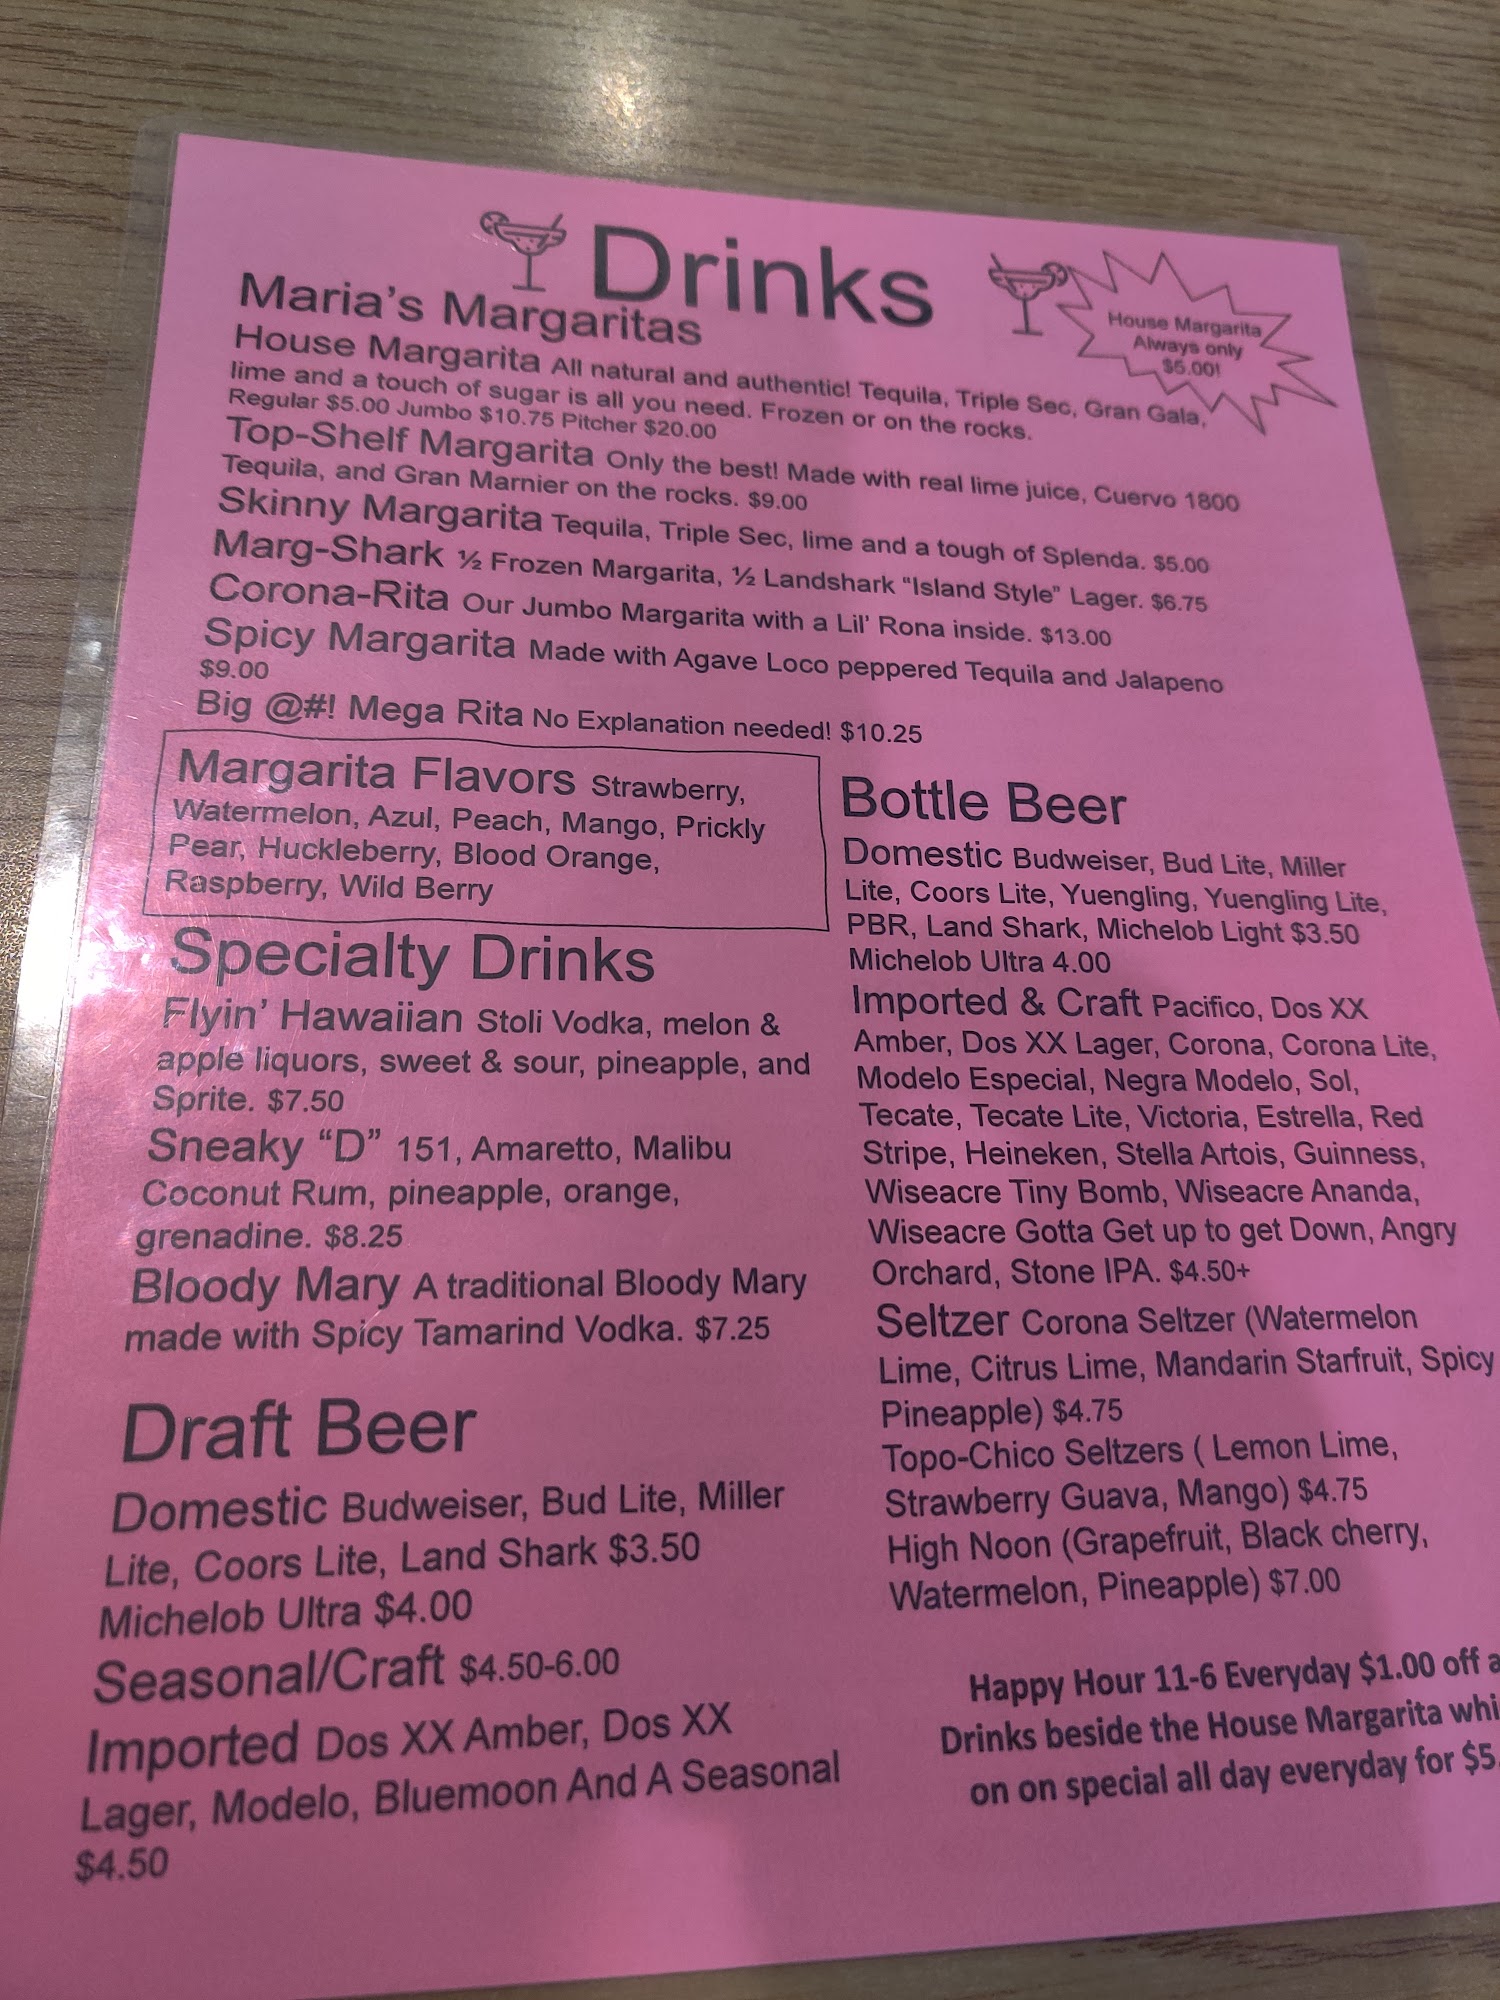 Drinks
House Margarita
Always only
$5.00!
Maria's Margaritas
House Margarita All natural and authentic! Tequila, Triple Sec, Gran Gala,
lime and a touch of sugar is all you need. Frozen or on the rocks.
Regular $5.00 Jumbo $10.75 Pitcher $20.00
Top-Shelf Margarita Only the best! Made with real lime juice, Cuervo 1800
Tequila, and Gran Marnier on the rocks. $9.00
Skinny Margarita Tequila, Triple Sec, lime and a tough of Splenda. $5.00
Marg-Shark ½ Frozen Margarita, ½ Landshark "Island Style" Lager. $6.75
Corona-Rita Our Jumbo Margarita with a Lil' Rona inside. $13.00
Spicy Margarita Made with Agave Loco peppered Tequila and Jalapeno
$9.00
Big @#! Mega Rita No Explanation needed! $10.25
Margarita Flavors Strawberry,
Watermelon, Azul, Peach, Mango, Prickly
Pear, Huckleberry, Blood Orange,
Raspberry, Wild Berry
Specialty Drinks
Flyin' Hawaiian Stoli Vodka, melon &
apple liquors, sweet & sour, pineapple, and
Sprite. $7.50
Sneaky "D" 151, Amaretto, Malibu
Coconut Rum, pineapple, orange,
grenadine. $8.25
Bloody Mary A traditional Bloody Mary
made with Spicy Tamarind Vodka. $7.25
Draft Beer
Domestic Budweiser, Bud Lite, Miller
Lite, Coors Lite, Land Shark $3.50
Michelob Ultra $4.00
Seasonal/Craft $4.50-6.00
Imported Dos XX Amber, Dos XX
Lager, Modelo, Bluemoon And A Seasonal
$4.50
Bottle Beer
Domestic Budweiser, Bud Lite, Miller
Lite, Coors Lite, Yuengling, Yuengling Lite,
PBR, Land Shark, Michelob Light $3.50
Michelob Ultra 4.00
Imported & Craft Pacifico, Dos XX
Amber, Dos XX Lager, Corona, Corona Lite,
Modelo Especial, Negra Modelo, Sol,
Tecate, Tecate Lite, Victoria, Estrella, Red
Stripe, Heineken, Stella Artois, Guinness,
Wiseacre Tiny Bomb, Wiseacre Ananda,
Wiseacre Gotta Get up to get Down, Angry
Orchard, Stone IPA. $4.50+
Seltzer Corona Seltzer (Watermelon
Lime, Citrus Lime, Mandarin Starfruit, Spicy
Pineapple) $4.75
Topo-Chico Seltzers ( Lemon Lime,
Strawberry Guava, Mango) $4.75
High Noon (Grapefruit, Black cherry,
Watermelon, Pineapple) $7.00
Happy Hour 11-6 Everyday $1.00 off
Drinks beside the House Margarita
on on special all day everyday for